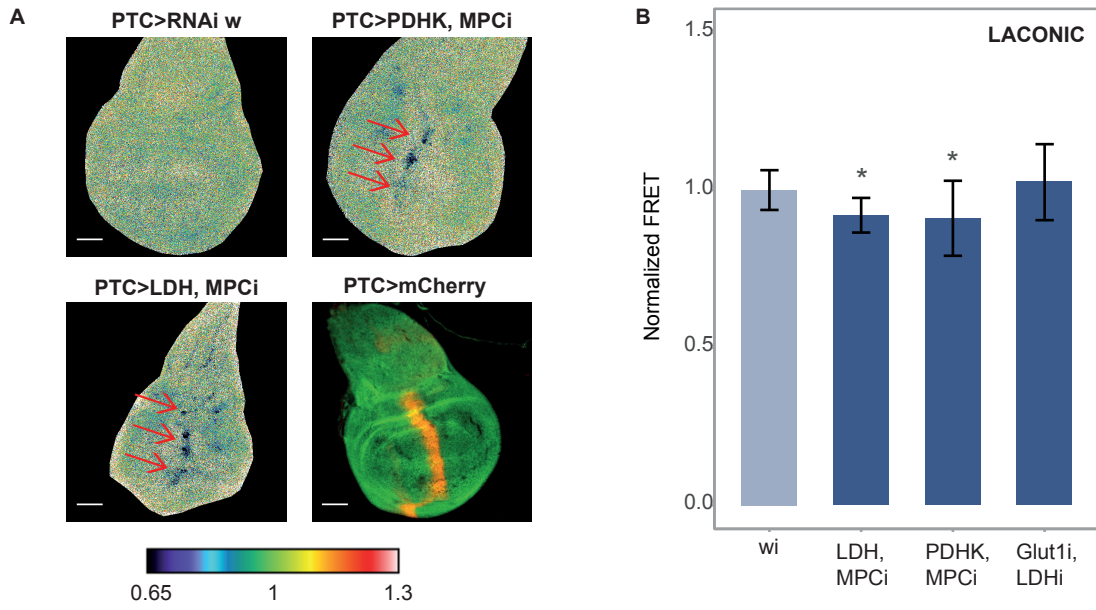 A
PTC>RNAi w
PTC>PDHK, MPCi
PTC>LDH, MPCi
PTC>mCherry
0.65
1
1.3
B
LACONIC
Normalized FRET
1.5
1.0
0.5
0.0
*
*
wi
LDH,
MPCi
PDHK,
MPCi
Glut1i,
LDHi